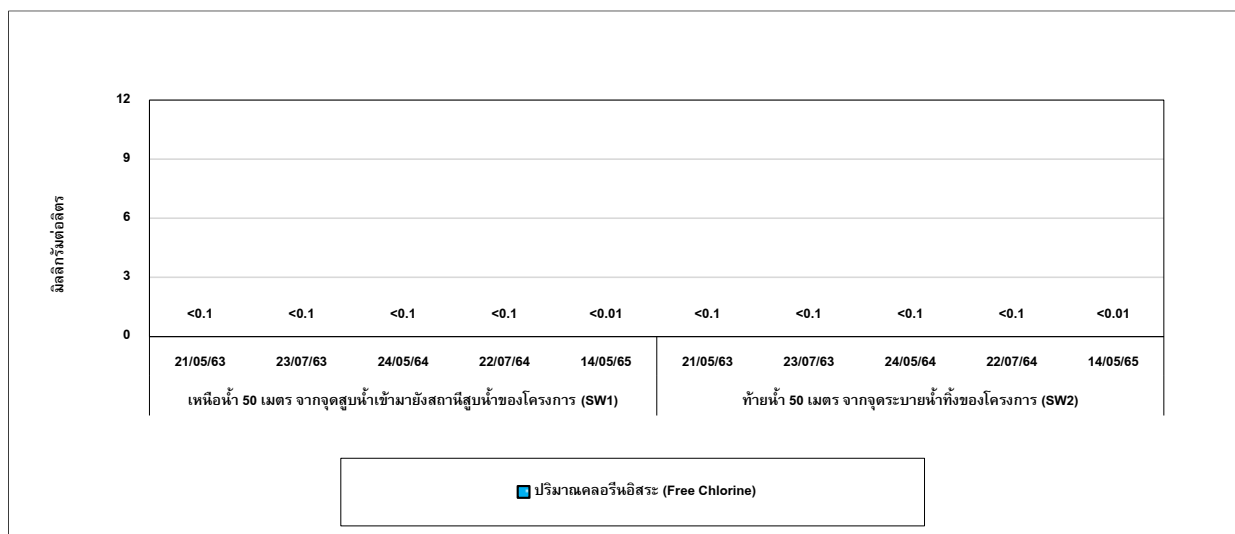 12
9
6
3
0
มิลลิกรัมต่อลิตร
<0.1 <0.1 <0.1 <0.1 <0.01 <0.1 <0.1 <0.1 <0.1 <0.01
21/05/63 23/07/63 24/05/64 22/07/64 14/05/65 21/05/63 23/07/63 24/05/64 22/07/64 14/05/65
เหนือน้ำ 50 เมตร จากจุดสูบน้ำเข้ามายังสถานีสูบน้ำของโครงการ (SW1) ท้ายน้ำ 50 เมตร จากจุดระบายน้ำทิ้งของโครงการ (SW2)
ปริมาณคลอรีนอิสระ (Free Chlorine)